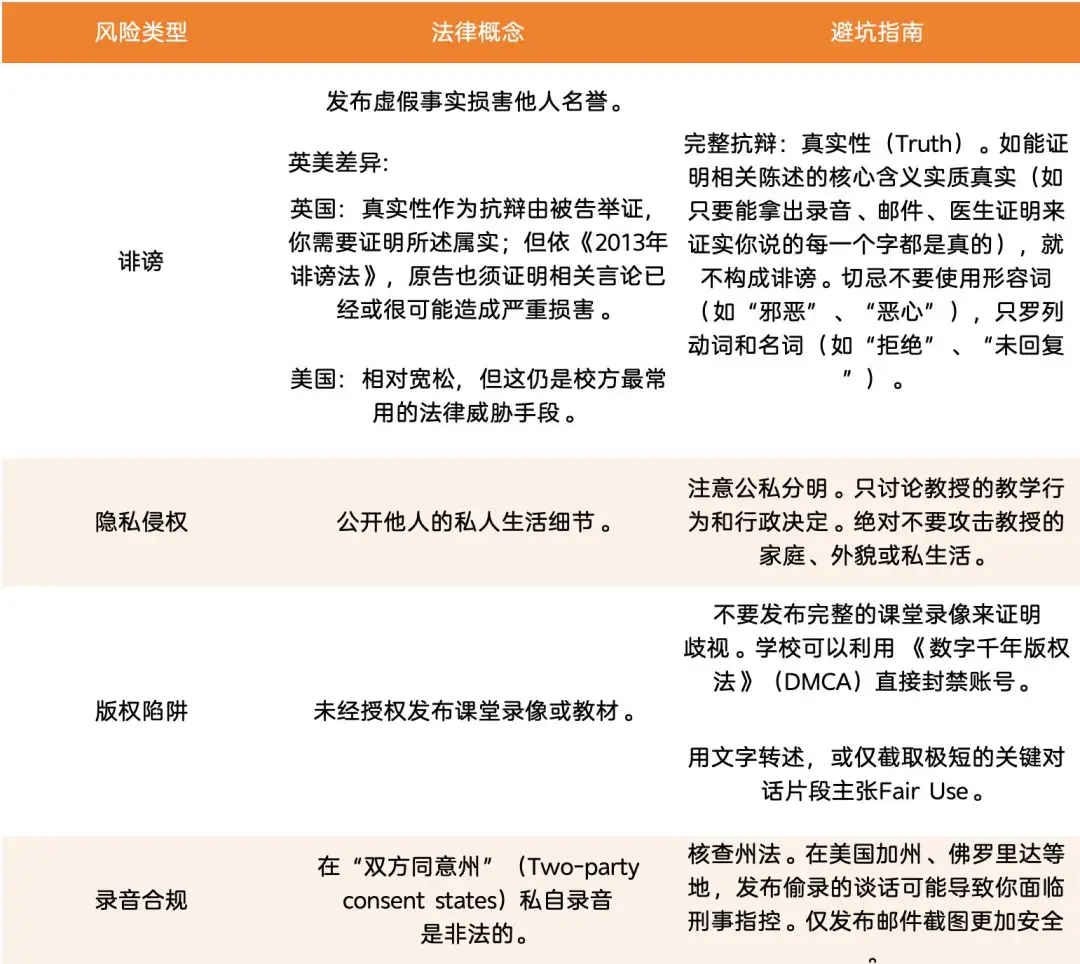 风险类型
法律概念
避坑指南
诽谤
发布虚假事实损害他人名誉。
英美差异:
英国：真实性作为抗辩由被告举证，
你需要证明所述属实；但依《2013年
诽谤法》，原告也须证明相关言论已
经或很可能造成严重损害。
美国：相对宽松，但这仍是校方最常
用的法律威胁手段。
完整抗辩：真实性（Truth）。如能证
明相关陈述的核心含义实质真实（如
只要能拿出录音、邮件、医生证明来
证实你说的每一个字都是真的），就
不构成诽谤。切忌不要使用形容词
（如“邪恶”、“恶心”），只罗列
动词和名词（如“拒绝”、“未回复
”）。
隐私侵权
公开他人的私人生活细节。
注意公私分明。只讨论教授的教学行
为和行政决定。绝对不要攻击教授的
家庭、外貌或私生活。
版权陷阱
未经授权发布课堂录像或教材。
不要发布完整的课堂录像来证明
歧视。学校可以利用 《数字千年版权
法》（DMCA）直接封禁账号。
用文字转述，或仅截取极短的关键对
话片段主张Fair Use。
录音合规
在“双方同意州”（Two-party
consent states）私自录音
是非法的。
核查州法。在美国加州、佛罗里达等
地，发布偷录的谈话可能导致你面临
刑事指控。仅发布邮件截图更加安全
。